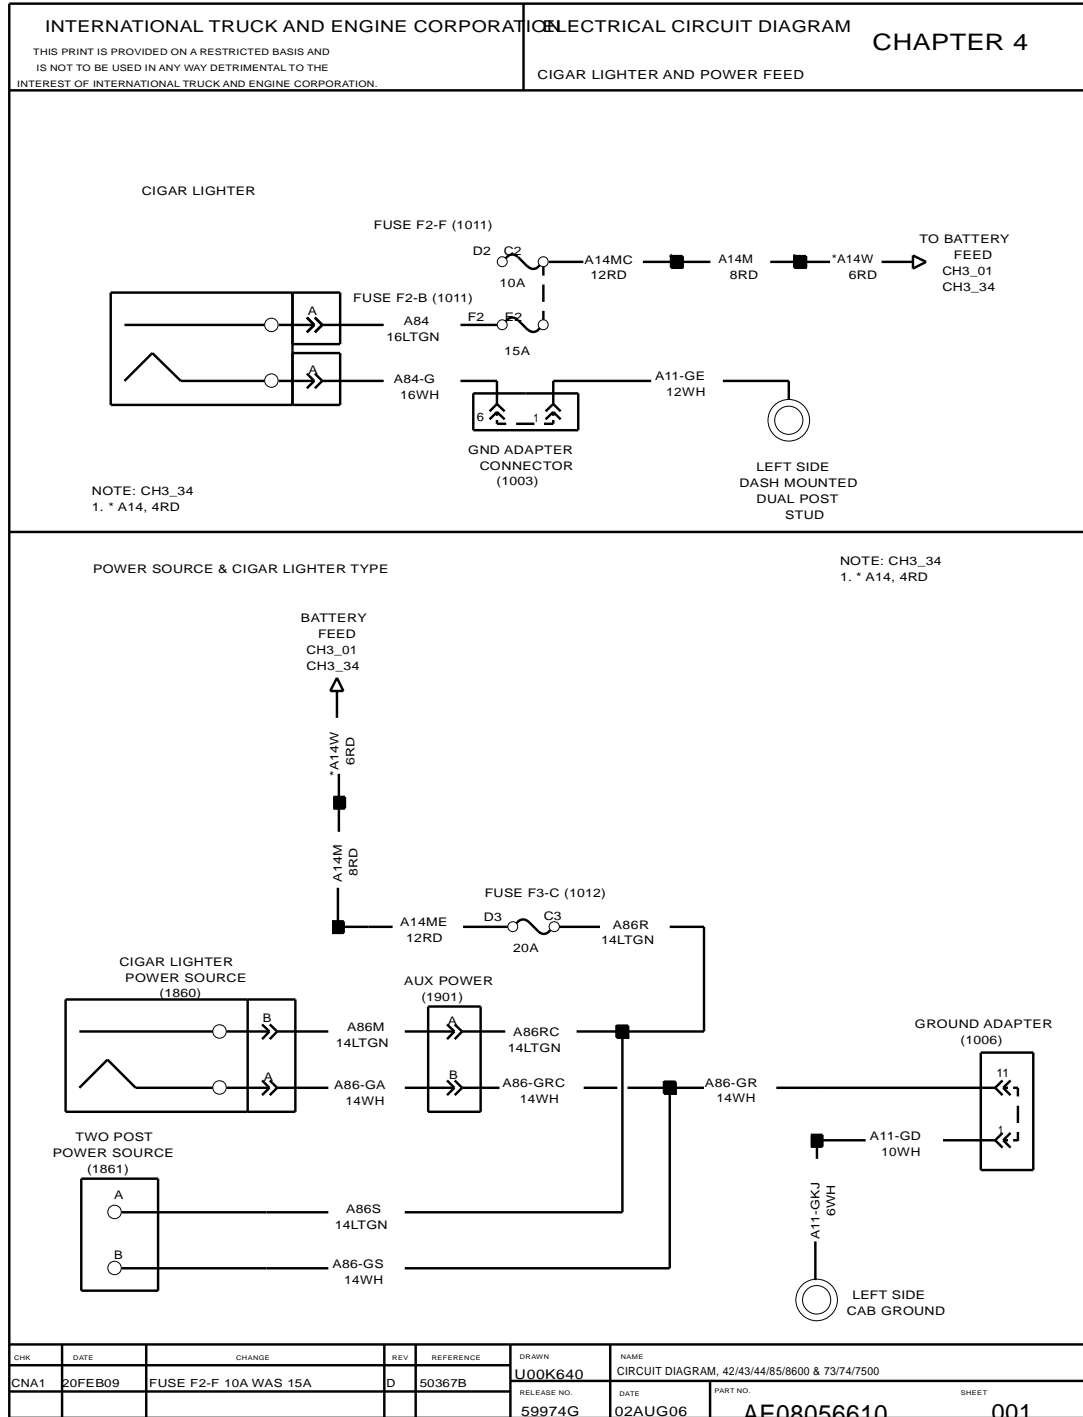 INTERNATIONAL TRUCK AND ENGINE CORPORATION
THIS PRINT IS PROVIDED ON A RESTRICTED BASIS AND
IS NOT TO BE USED IN ANY WAY DETRIMENTAL TO THE
INTEREST OF INTERNATIONAL TRUCK AND ENGINE CORPORATION.
ELECTRICAL CIRCUIT DIAGRAM
CIGAR LIGHTER AND POWER FEED
CHAPTER 4
CIGAR LIGHTER
FUSE F2-F (1011)
D2 C2
10A
A14MC
12RD
A14M
8RD
*A14W
6RD
TO BATTERY
FEED
CH3_01
CH3_34
FUSE F2-B (1011)
A
A84
16LTGN
F2 E2
15A
A
A84-G
16WH
6 1
GND ADAPTER
CONNECTOR
(1003)
A11-GE
12WH
LEFT SIDE
DASH MOUNTED
DUAL POST
STUD
NOTE: CH3_34
1. * A14, 4RD
POWER SOURCE & CIGAR LIGHTER TYPE
NOTE: CH3_34
1. * A14, 4RD
BATTERY
FEED
CH3_01
CH3_34
*A14W
6RD
A14M
8RD
A14ME
12RD
FUSE F3-C (1012)
D3 C3
20A
A86R
14LTGN
CIGAR LIGHTER
POWER SOURCE
(1860)
B
A86M
14LTGN
AUX POWER
(1901)
A
A86RC
14LTGN
A
A86-GA
14WH
B
A86-GRC
14WH
A86-GR
14WH
GROUND ADAPTER
(1006)
11
1
A11-GD
10WH
A11-GKJ
6WH
LEFT SIDE
CAB GROUND
TWO POST
POWER SOURCE
(1861)
A
A86S
14LTGN
B
A86-GS
14WH
CHK DATE CHANGE REV REFERENCE
CNA1 20FEB09 FUSE F2-F 10A WAS 15A D 50367B
DRAWN
U00K640
NAME
CIRCUIT DIAGRAM, 42/43/44/85/8600 & 73/74/7500
RELEASE NO.
59974G
DATE
02AUG06
PART NO.
AE08056610
SHEET
001